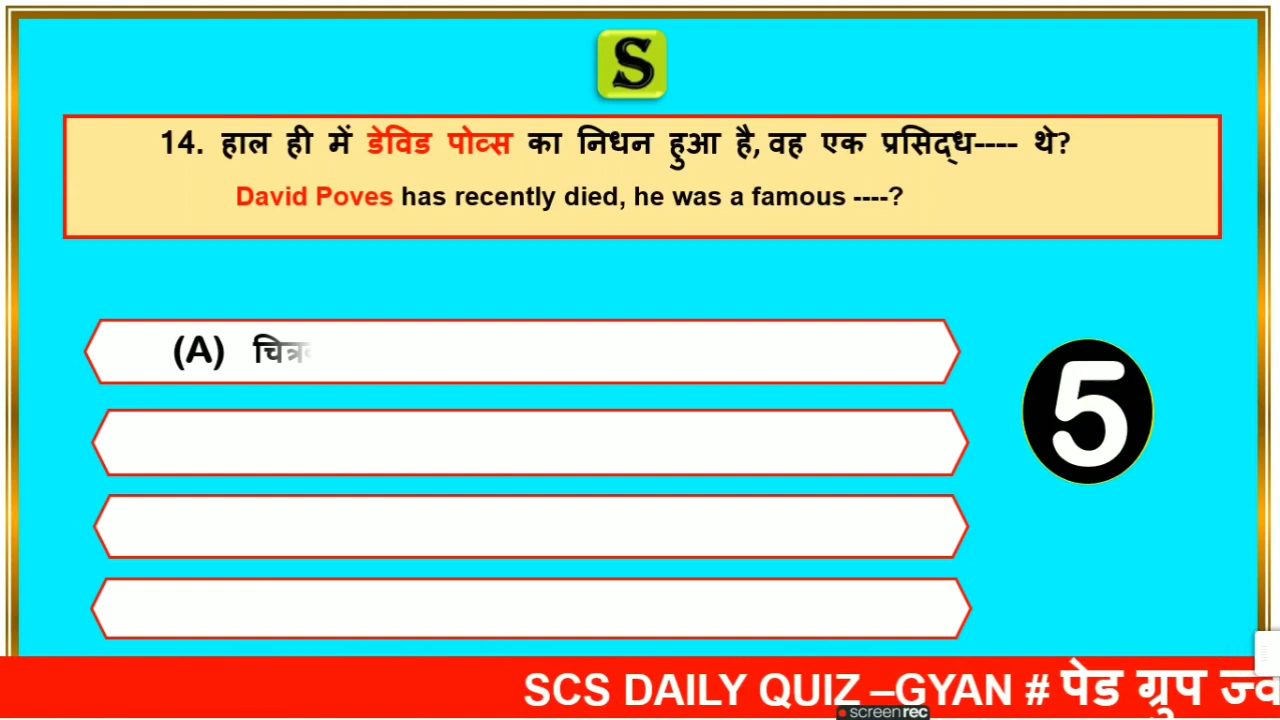 S
14. हाल ही में डेविड पोव्स का निधन हुआ है, वह एक प्रसिद्ध---- थे?
David Poves has recently died, he was a famous ----?
(A)
5
SCS DAILY QUIZ –GYAN # पेड ग्रुप
screenrec